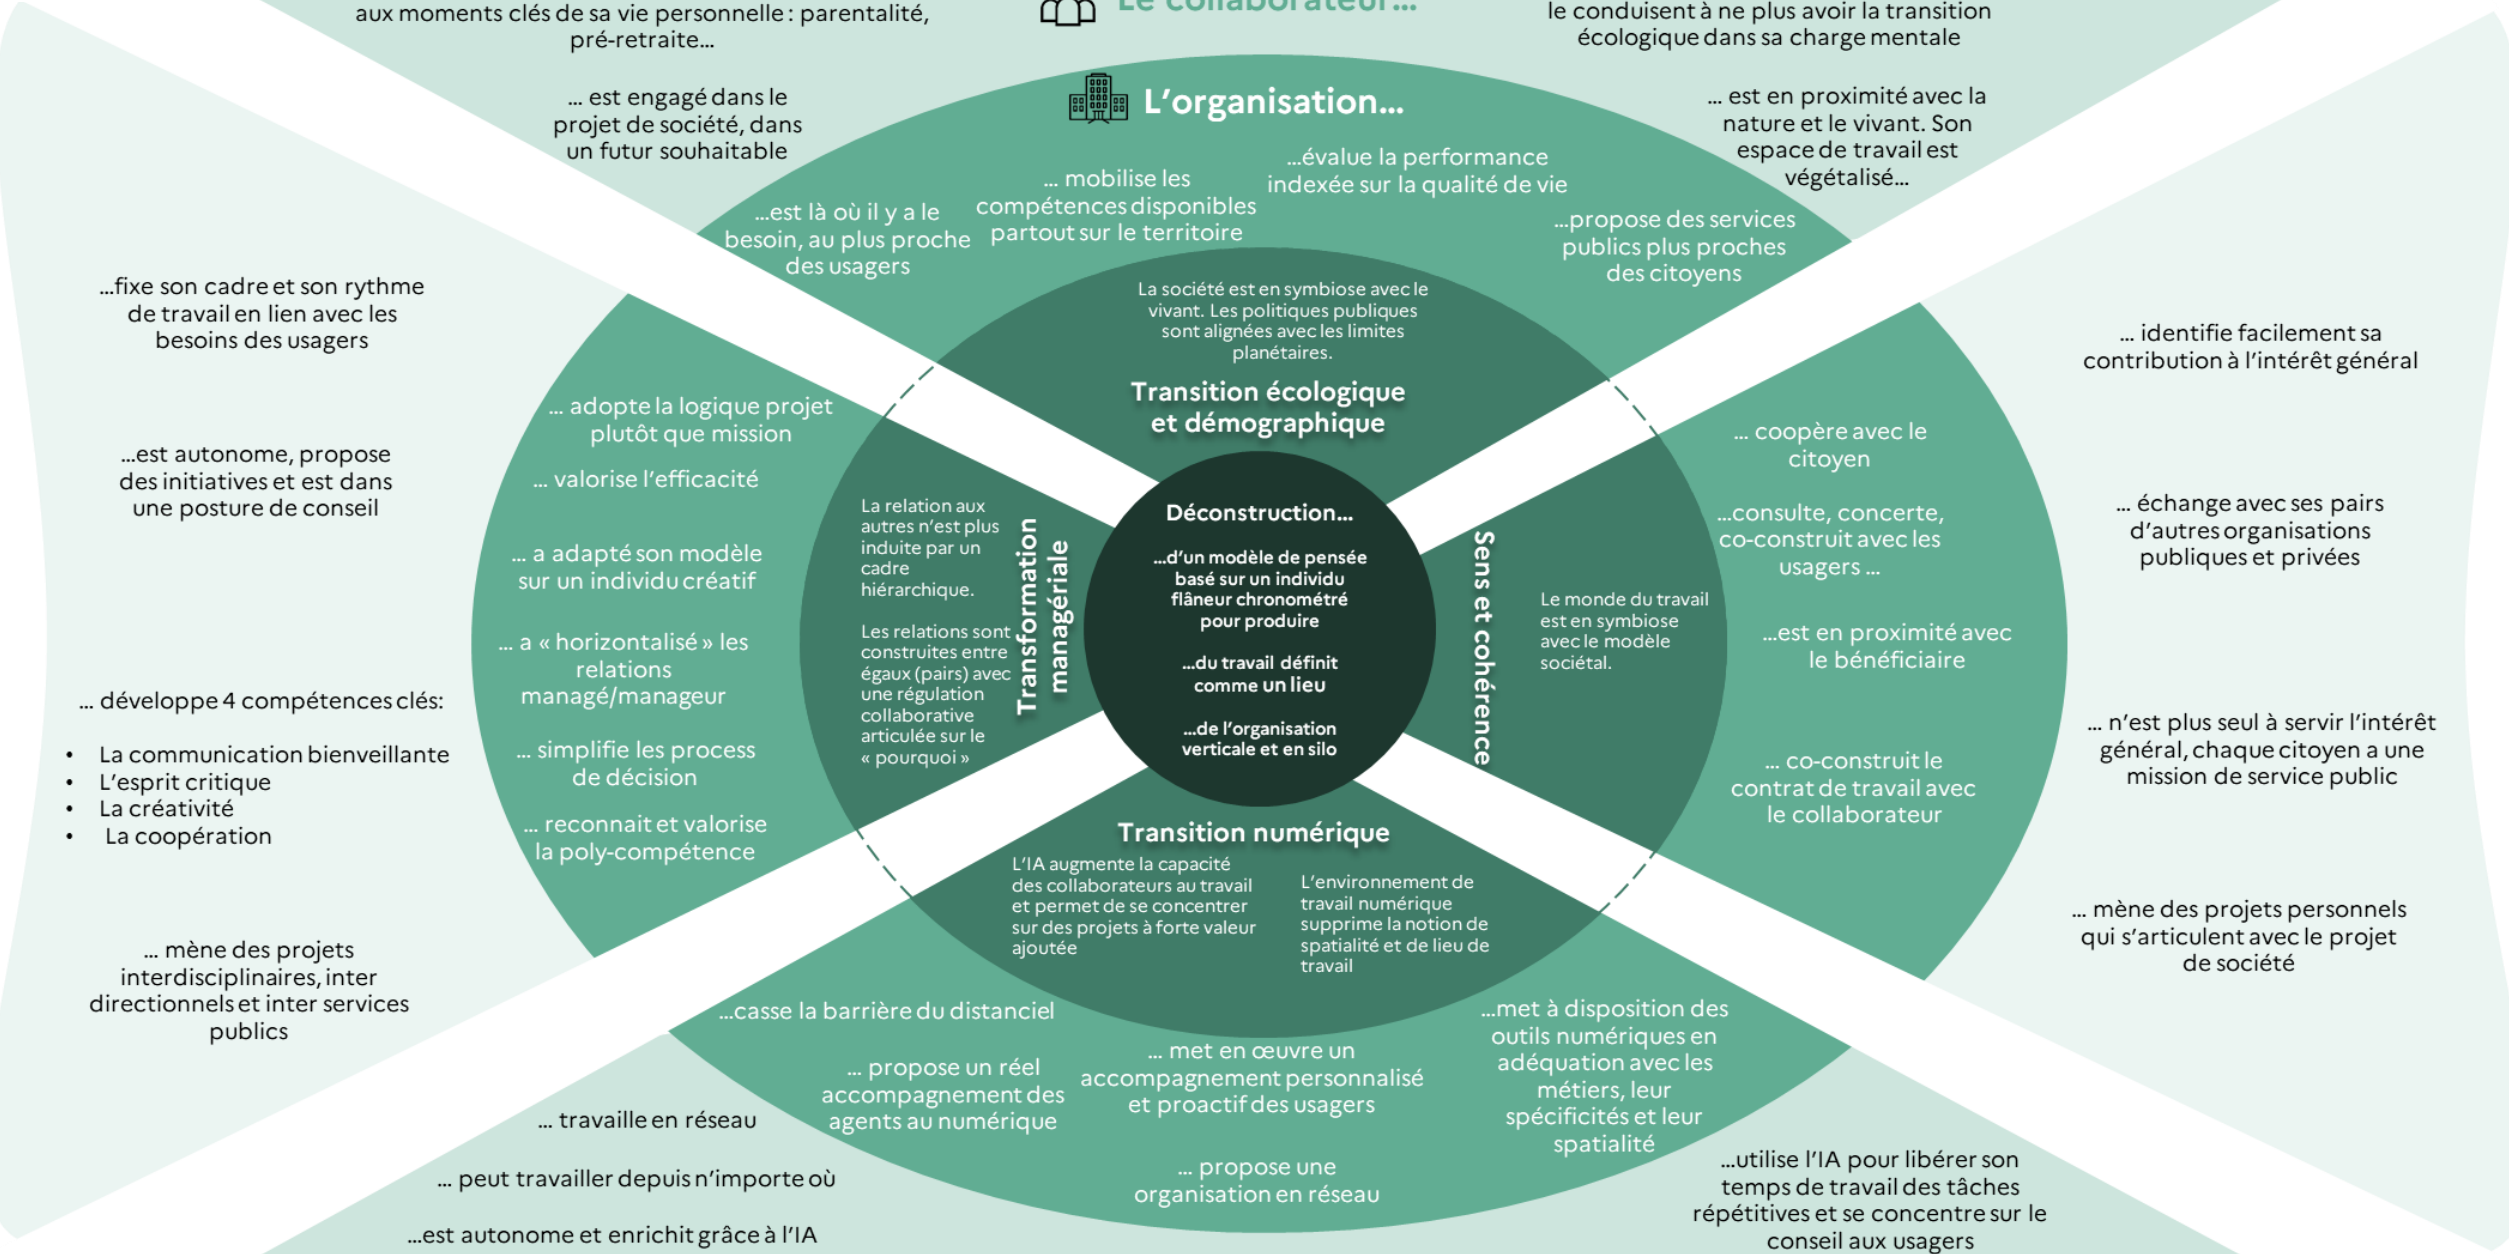 aux moments clés de sa vie personnelle : parentalité,
pré-retraite…
… est engagé dans le
projet de société, dans
un futur souhaitable
Le collaborateur…
le conduisent à ne plus avoir la transition
écologique dans sa charge mentale
… est en proximité avec la
nature et le vivant. Son
espace de travail est
végétalisé…
L'organisation…
…est là où il y a le
besoin, au plus proche
des usagers
… mobilise les
compétences disponibles
partout sur le territoire
…évalue la performance
indexée sur la qualité de vie
…propose des services
publics plus proches
des citoyens
La société est en symbiose avec le
vivant. Les politiques publiques
sont alignées avec les limites
planétaires.
Transition écologique
et démographique
…fixe son cadre et son rythme
de travail en lien avec les
besoins des usagers
…est autonome, propose
des initiatives et est dans
une posture de conseil
… développe 4 compétences clés:
• La communication bienveillante
• L'esprit critique
• La créativité
• La coopération
… mène des projets
interdisciplinaires, inter
directionnels et inter services
publics
… adopte la logique projet
plutôt que mission
… valorise l'efficacité
… a adapté son modèle
sur un individu créatif
… a « horizontalisé » les
relations
managé/manageur
… simplifie les process
de décision
… reconnait et valorise
la poly-compétence
La relation aux
autres n'est plus
induite par un
cadre
hiérarchique.
Les relations sont
construites entre
égaux (pairs) avec
une régulation
collaborative
articulée sur le
« pourquoi »
Transformation
managériale
Déconstruction…
…d'un modèle de pensée
basé sur un individu
flâneur chronométré
pour produire
…du travail définit
comme un lieu
…de l'organisation
verticale et en silo
Sens et cohérence
Le monde du travail
est en symbiose
avec le modèle
sociétal.
… coopère avec le
citoyen
…consulte, concerte,
co-construit avec les
usagers …
…est en proximité avec
le bénéficiaire
… co-construit le
contrat de travail avec
le collaborateur
… identifie facilement sa
contribution à l'intérêt général
… échange avec ses pairs
d'autres organisations
publiques et privées
… n'est plus seul à servir l'intérêt
général, chaque citoyen a une
mission de service public
… mène des projets personnels
qui s'articulent avec le projet
de société
Transition numérique
L'IA augmente la capacité
des collaborateurs au travail
et permet de se concentrer
sur des projets à forte valeur
ajoutée
L'environnement de
travail numérique
supprime la notion de
spatialité et de lieu de
travail
…casse la barrière du distanciel
… propose un réel
accompagnement des
agents au numérique
… met en œuvre un
accompagnement personnalisé
et proactif des usagers
… propose une
organisation en réseau
…met à disposition des
outils numériques en
adéquation avec les
métiers, leur
spécificités et leur
spatialité
… travaille en réseau
… peut travailler depuis n'importe où
…est autonome et enrichit grâce à l'IA
…utilise l'IA pour libérer son
temps de travail des tâches
répétitives et se concentre sur le
conseil aux usagers